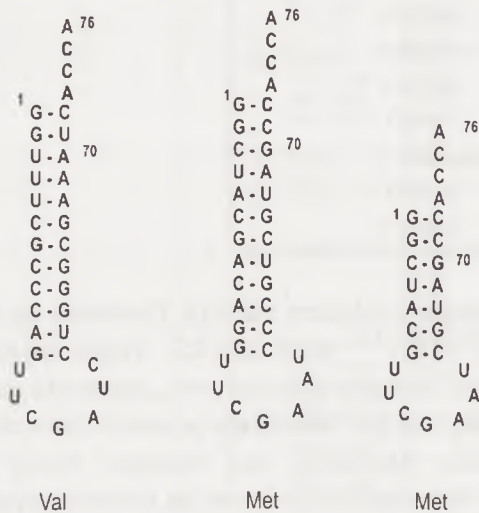 A 76
C
C
A
1 G - C
G - U
U - A 70
U - A
U - A
C - G
G - C
C - G
C - G
C - G
A - U
G - C
U C
U U
C G A
Val
A 76
C
C
A
1 G - C
G - C
C - G 70
U - A
A - U
C - G
G - C
A - U
C - G
A - C
G - C
G - C
U U
U A
C G A
Met
A 76
C
C
A
1 G - C
G - C
C - G 70
U - A
A - U
C - G
G - C
U U
U A
C G A
Met